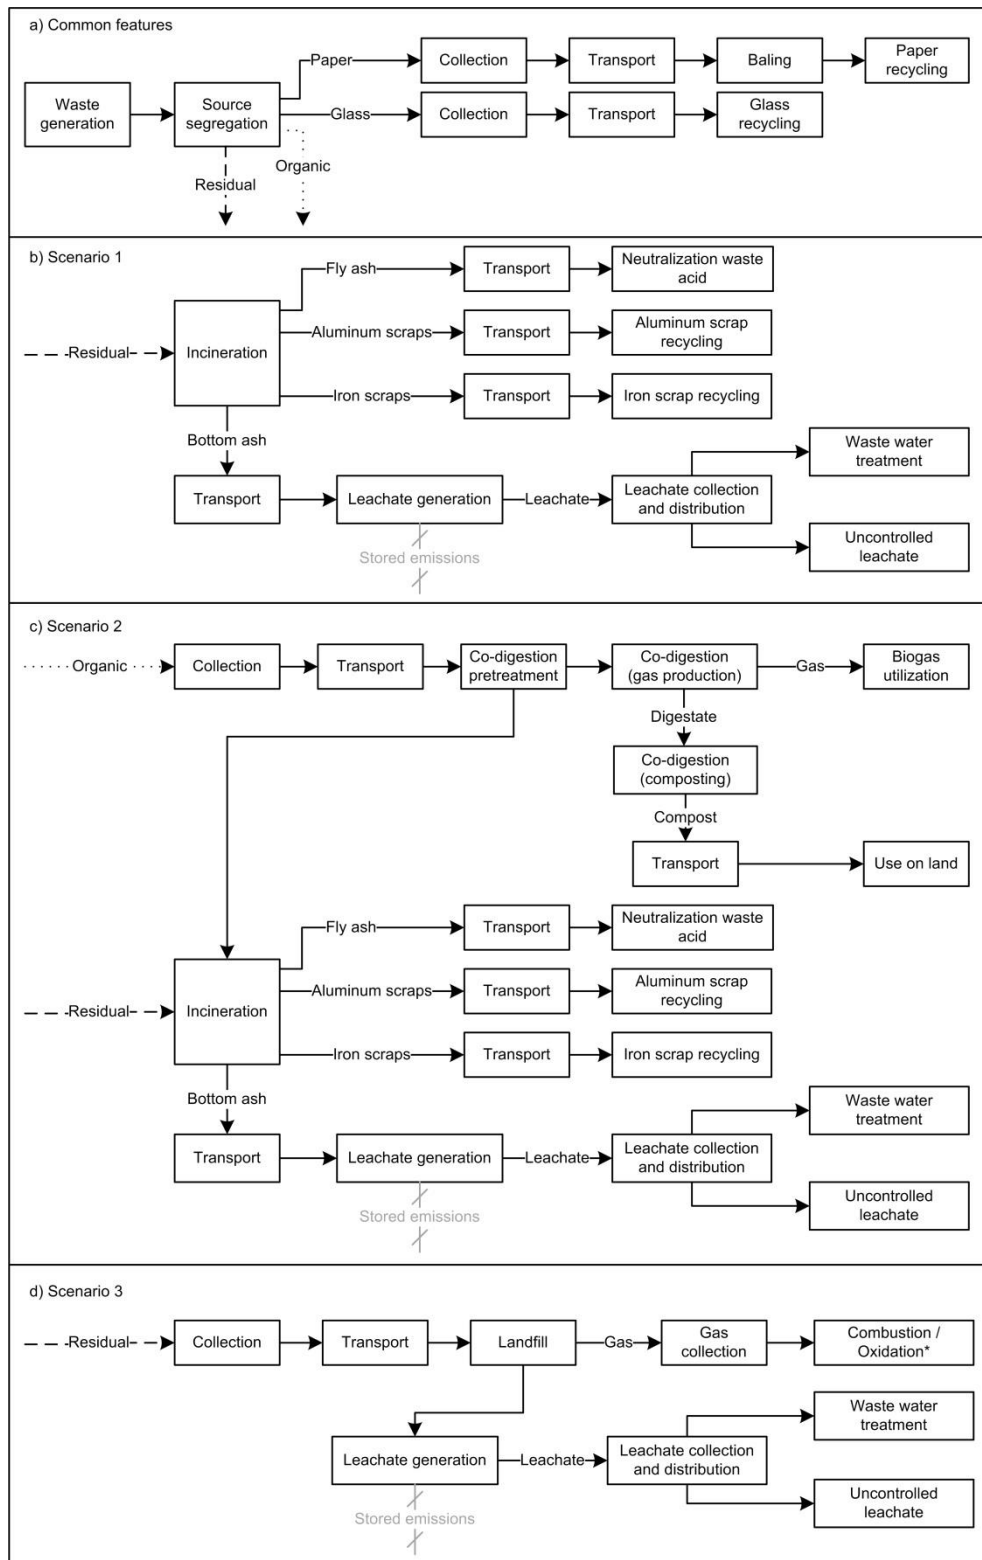 a) Common features
Paper
Collection
Transport
Baling
Paper
recycling
Waste
generation
Source
segregation
Glass
Collection
Transport
Glass
recycling
Organic
Residual
b) Scenario 1
Fly ash
Transport
Neutralization waste
acid
Residual
Incineration
Aluminum scraps
Transport
Aluminum scrap
recycling
Iron scraps
Transport
Iron scrap recycling
Bottom ash
Transport
Leachate generation
Leachate
Leachate collection
and distribution
Waste water
treatment
Uncontrolled
leachate
Stored emissions
c) Scenario 2
Organic
Collection
Transport
Co-digestion
pretreatment
Co-digestion
(gas production)
Gas
Biogas
utilization
Digestate
Co-digestion
(composting)
Compost
Transport
Use on land
Fly ash
Transport
Neutralization waste
acid
Residual
Incineration
Aluminum scraps
Transport
Aluminum scrap
recycling
Iron scraps
Transport
Iron scrap recycling
Bottom ash
Transport
Leachate generation
Leachate
Leachate collection
and distribution
Waste water
treatment
Uncontrolled
leachate
Stored emissions
d) Scenario 3
Residual
Collection
Transport
Landfill
Gas
Gas
collection
Combustion /
Oxidation*
Leachate generation
Leachate
Leachate collection
and distribution
Waste water
treatment
Uncontrolled
leachate
Stored emissions